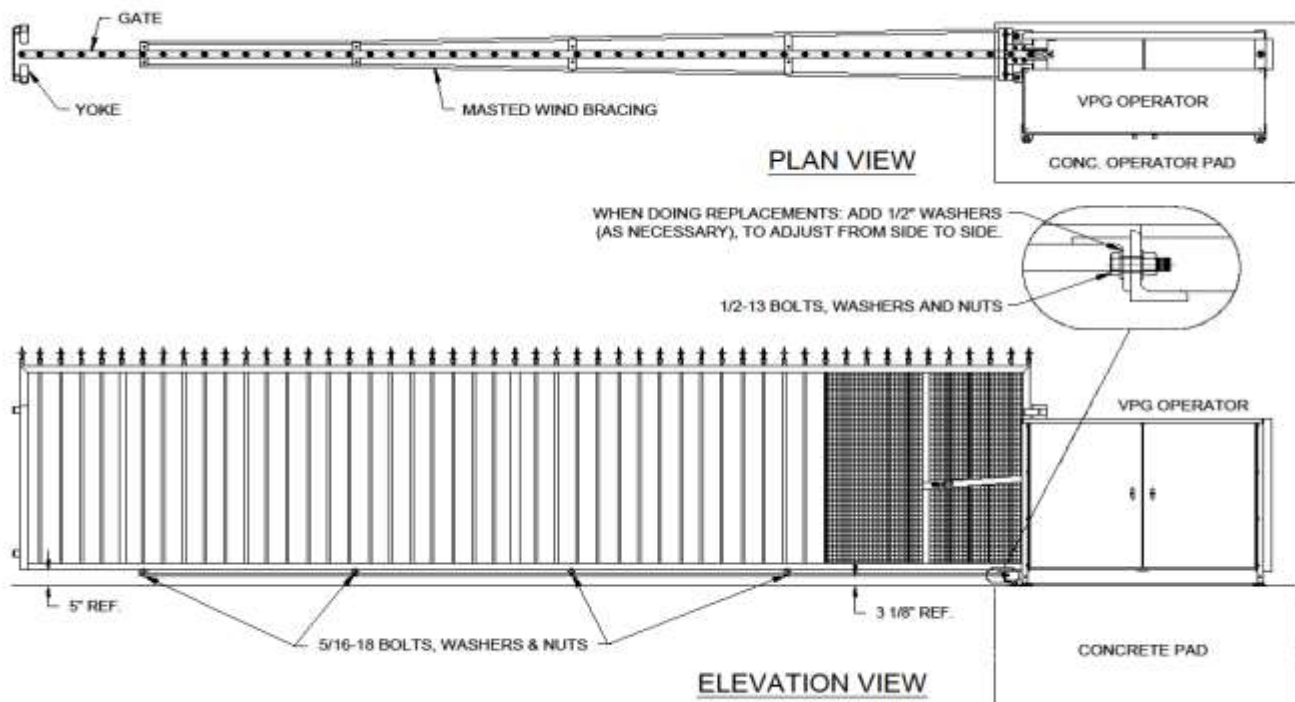 GATE
YOKE
MASTED WIND BRACING
VPG OPERATOR
PLAN VIEW
CONC. OPERATOR PAD
WHEN DOING REPLACEMENTS: ADD 1/2" WASHERS
(AS NECESSARY), TO ADJUST FROM SIDE TO SIDE.
1/2-13 BOLTS, WASHERS AND NUTS
VPG OPERATOR
5" REF.
3 1/8" REF.
5/16-18 BOLTS, WASHERS & NUTS
CONCRETE PAD
ELEVATION VIEW